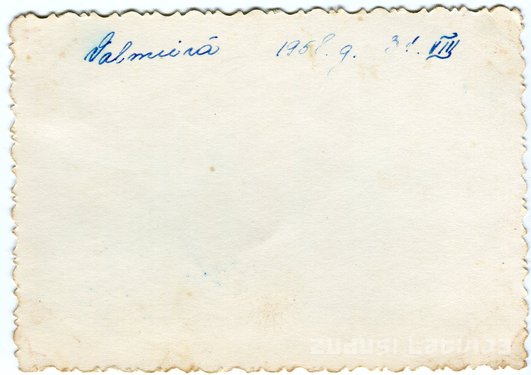 Valmierā 1958. g. 31. VIII
zudusi Latvija